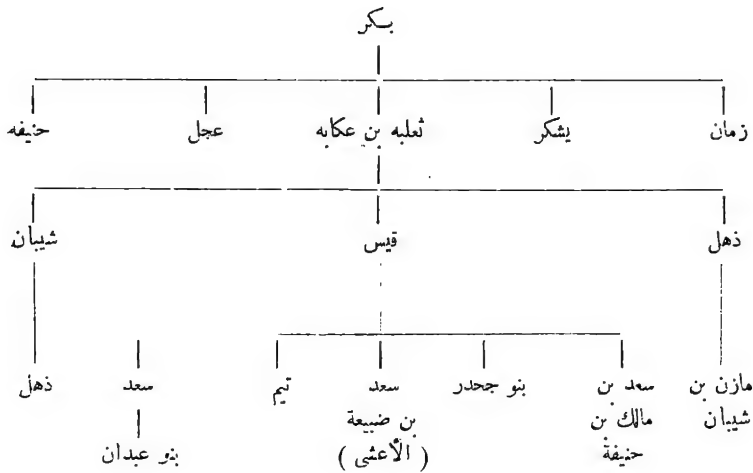 بكر
زمان يشكر ثعلبه بن عكابه عجل حنيفه
ذهل قيس شيبان
مازن بن سعد بن بنو جحدر سعد تيم سعد ذهل
شيبان مالك بن بن ضبيعة
حنيفة (الأعشى) بنو عبدان